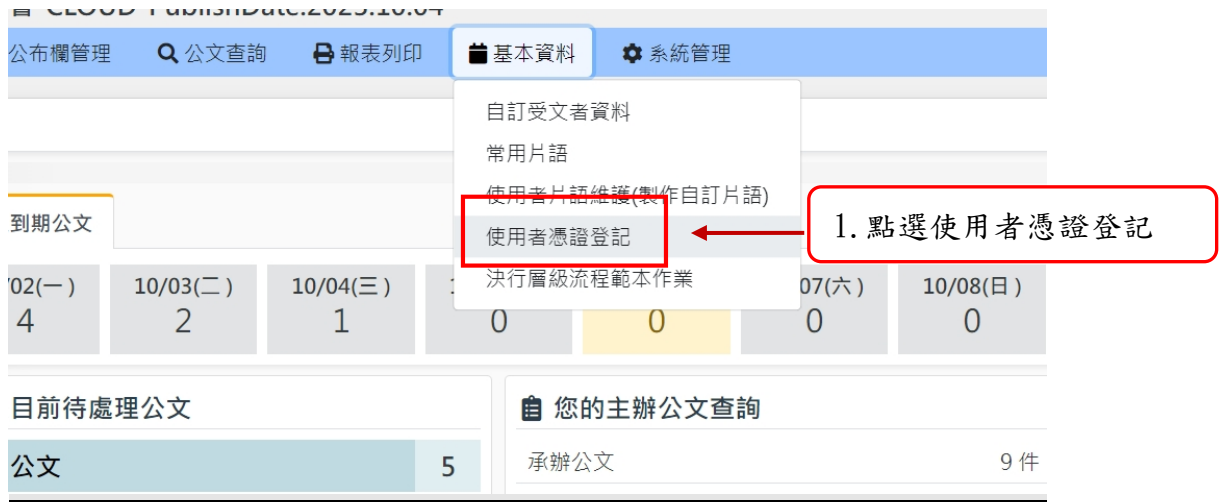 CLOUD PublishDate:2023.10.04
公布欄管理 公文查詢 報表列印 基本資料 系統管理
自訂受文者資料
常用片語
使用者片語維護(製作自訂片語)
到期公文
使用者憑證登記
1.點選使用者憑證登記
決行層級流程範本作業
02(一) 10/03(二) 10/04(三) 07(六) 10/08(日)
4 2 1 0 0 0 0
目前待處理公文 您的主辦公文查詢
公文 5 承辦公文 9 件